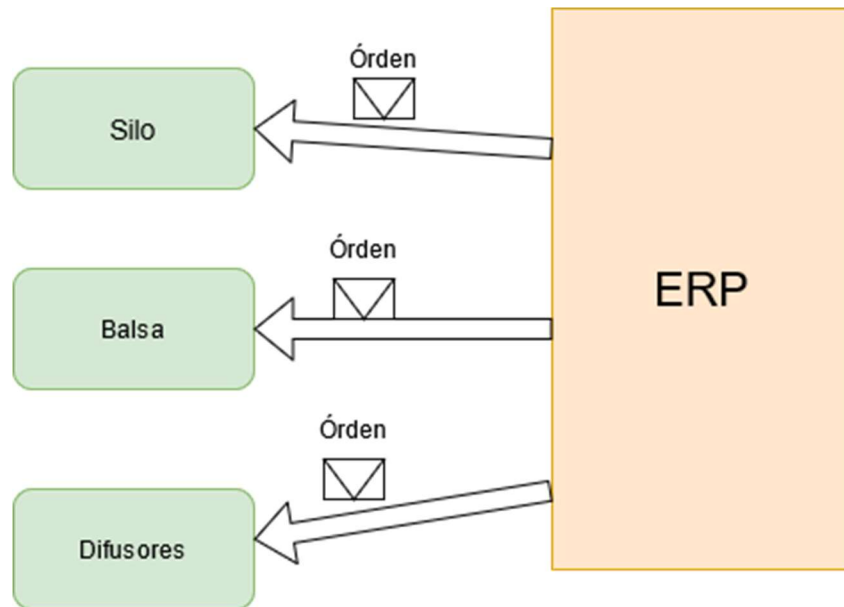 Órden
Silo
Órden
ERP
Balsa
Órden
Difusores